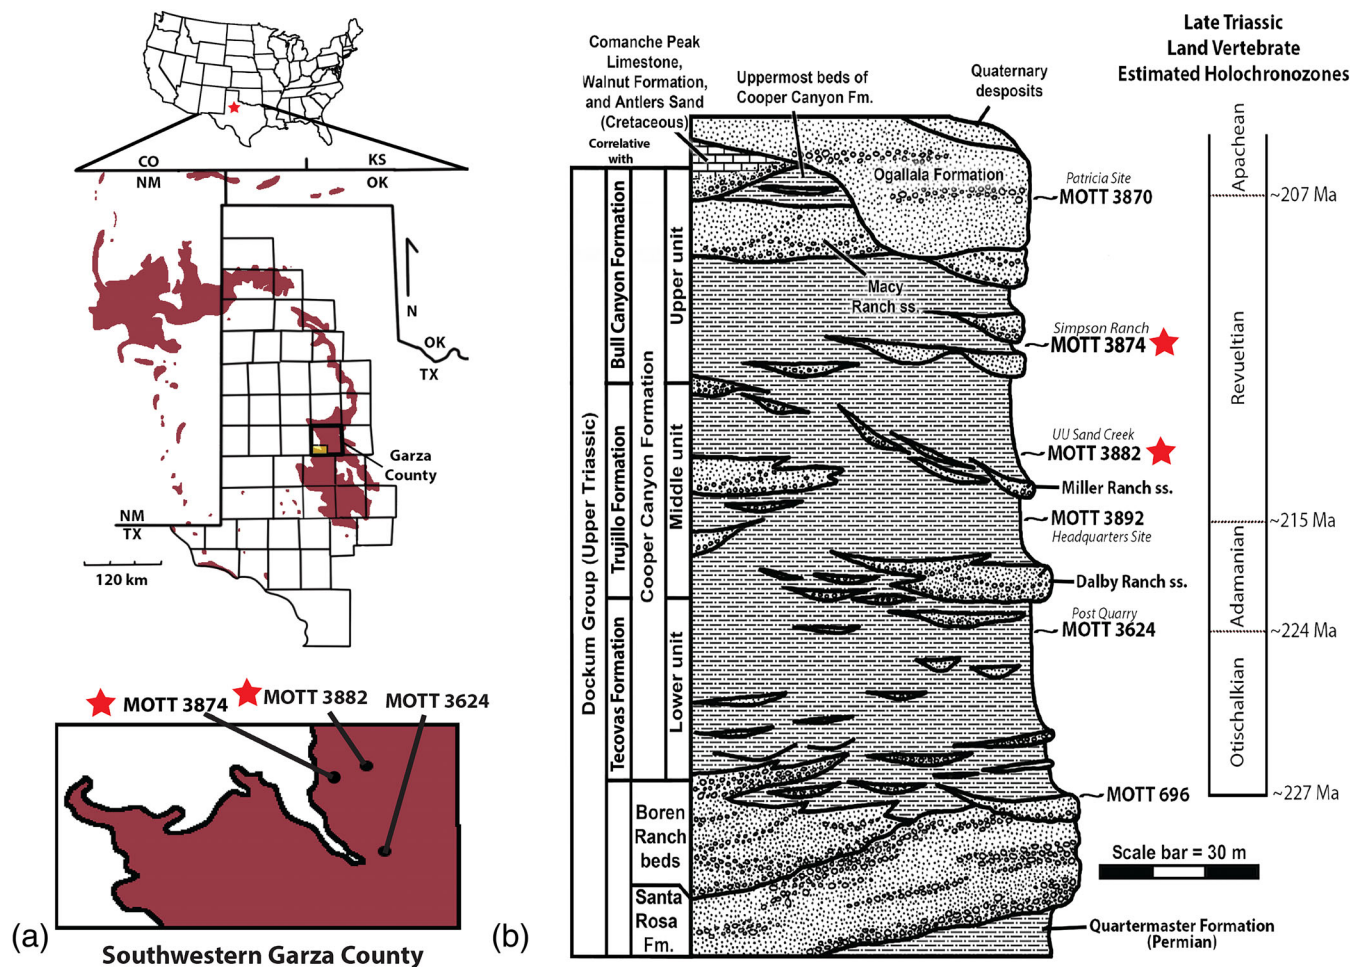 CO
KS
NM
OK
N
OK
TX
Garza
County
NM
TX
120 km
MOTT 3874
MOTT 3882
MOTT 3624
(a)
Southwestern Garza County
(b)
Comanche Peak
Limestone,
Walnut Formation,
and Antlers Sand
(Cretaceous)
Correlative
with
Uppermost beds of
Cooper Canyon Fm.
Quaternary
desposits
Ogallala Formation
Macy
Ranch ss.
Dockum Group (Upper Triassic)
Bull Canyon Formation
Trujillo Formation
Tecovas Formation
Cooper Canyon Formation
Upper unit
Middle unit
Lower unit
Boren
Ranch
beds
Santa
Rosa
Fm.
Patricia Site
MOTT 3870
Simpson Ranch
MOTT 3874
UU Sand Creek
MOTT 3882
Miller Ranch ss.
MOTT 3892
Headquarters Site
Dalby Ranch ss.
Post Quarry
MOTT 3624
MOTT 696
Scale bar = 30 m
Quartermaster Formation
(Permian)
Late Triassic
Land Vertebrate
Estimated Holochronozones
Apachean
~207 Ma
Revueltian
~215 Ma
Adamanian
~224 Ma
Otischalkian
~227 Ma